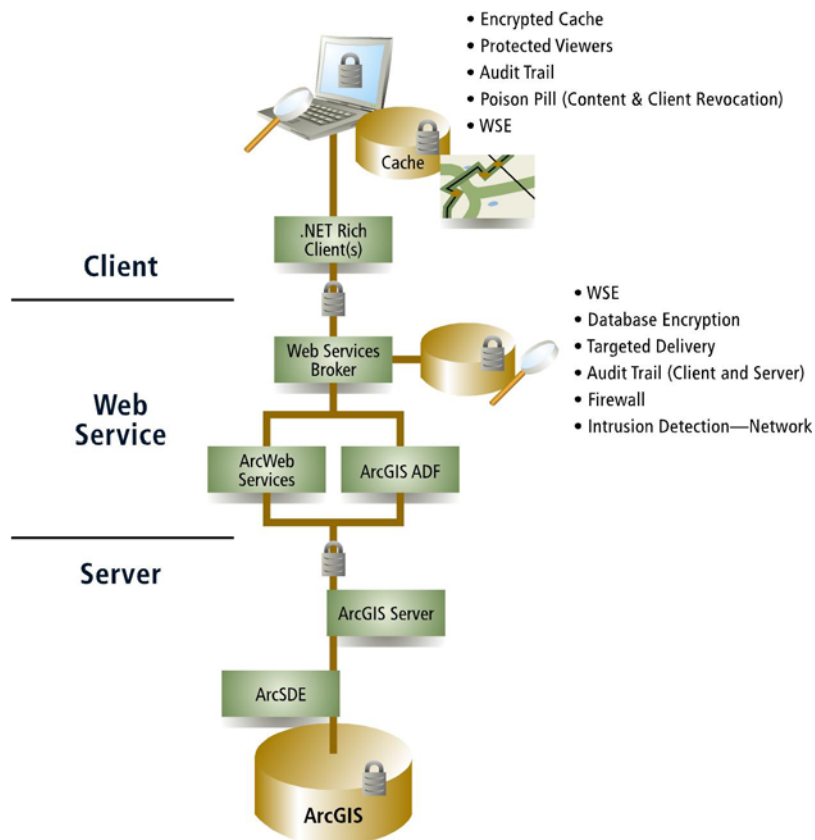 • Encrypted Cache
• Protected Viewers
• Audit Trail
• Poison Pill (Content & Client Revocation)
• WSE
Cache
.NET Rich
Client(s)
Client
• WSE
• Database Encryption
• Targeted Delivery
• Audit Trail (Client and Server)
• Firewall
• Intrusion Detection—Network
Web Services
Broker
Web
Service
ArcWeb
Services
ArcGIS ADF
Server
ArcGIS Server
ArcSDE
ArcGIS